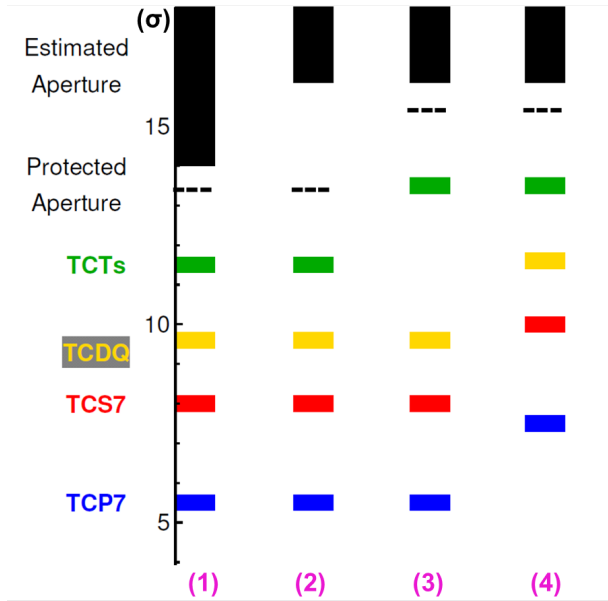 (σ)
Estimated
Aperture
15
Protected
Aperture
TCTs
10
TCDQ
TCS7
TCP7
5
(1) (2) (3) (4)